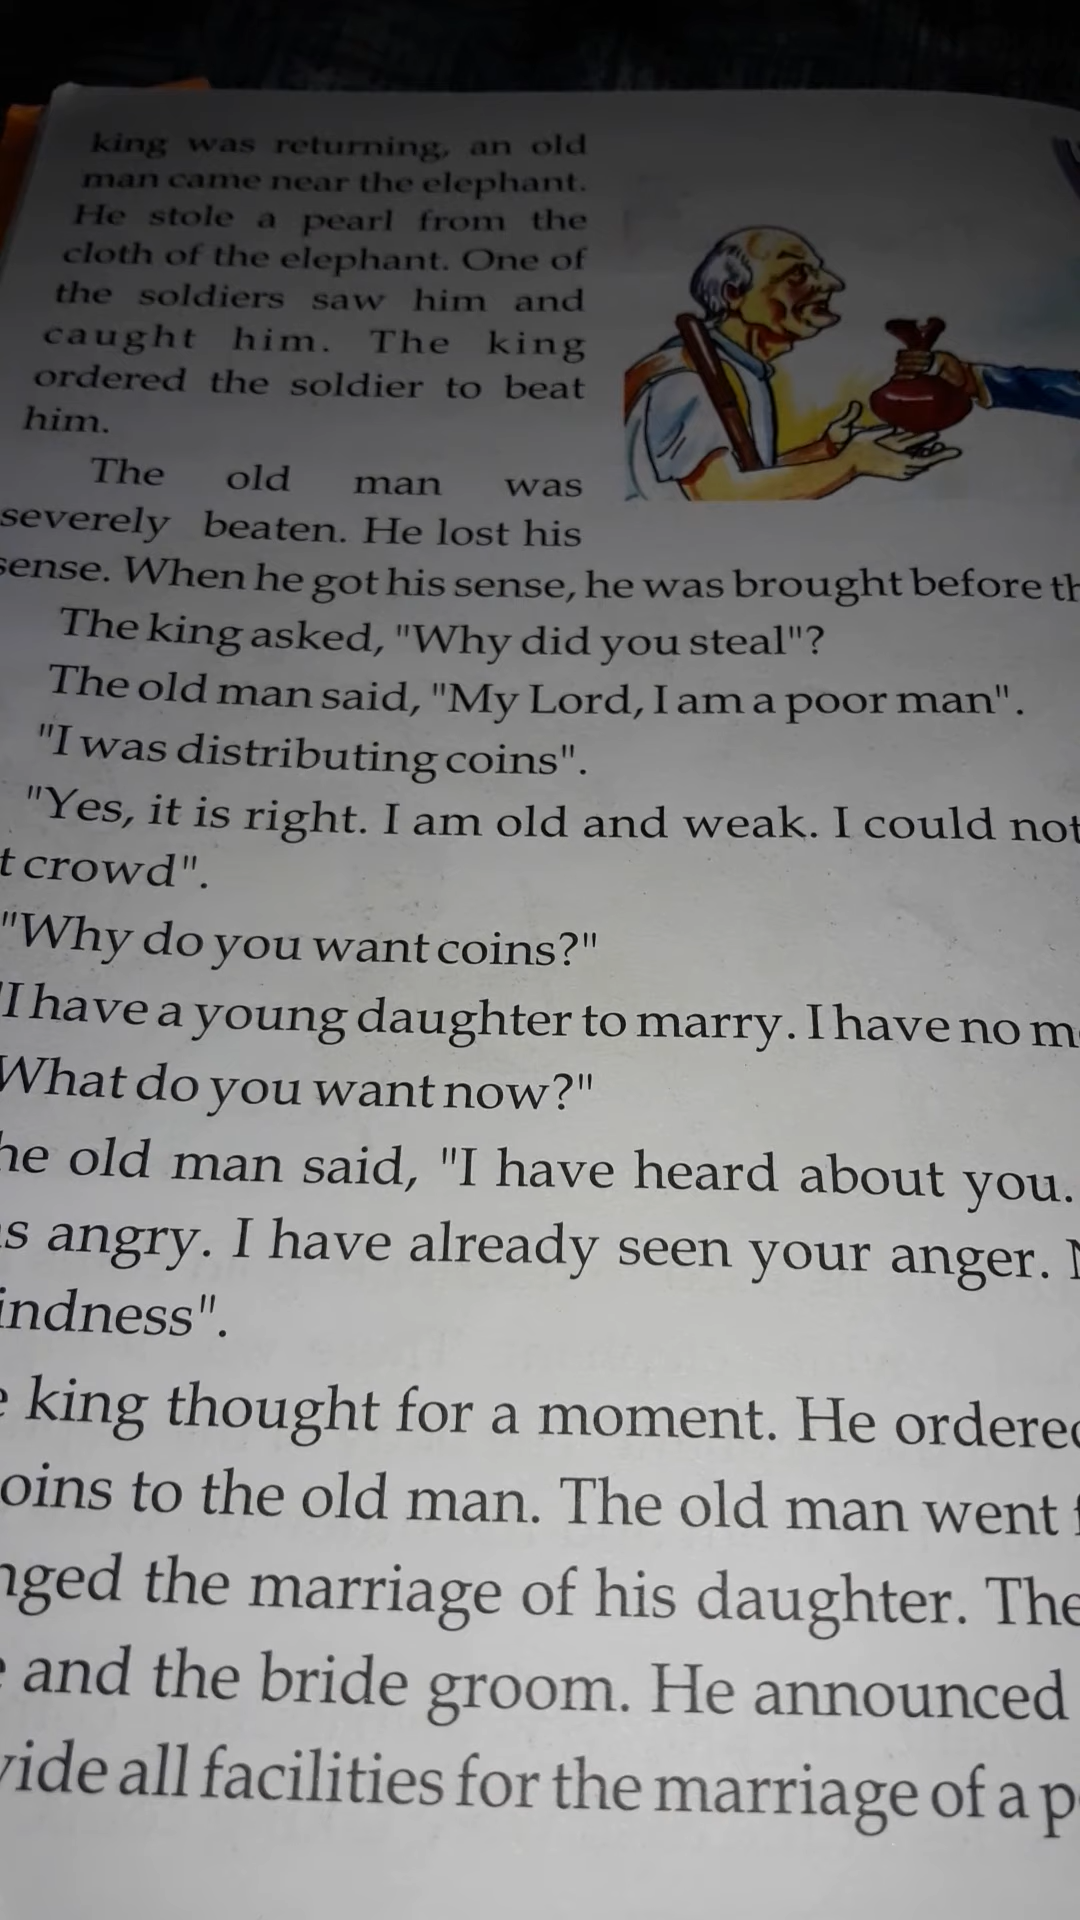 king was returning, an old
man came near the elephant.
He stole a pearl from the
cloth of the elephant. One of
the soldiers saw him and
caught him. The king
ordered the soldier to beat
him.
The old man was
severely beaten. He lost his
sense. When he got his sense, he was brought before
The king asked, "Why did you steal"?
The old man said, "My Lord, I am a poor man".
"I was distributing coins".
"Yes, it is right. I am old and weak. I could not
crowd".
"Why do you want coins?"
"I have a young daughter to marry. I have no
What do you want now?"
old man said, "I have heard about you.
angry. I have already seen your anger.
king thought for a moment. He
to the old man. The old man went
the marriage of his daughter. The
and the bride groom. He announced
all facilities for the marriage of a